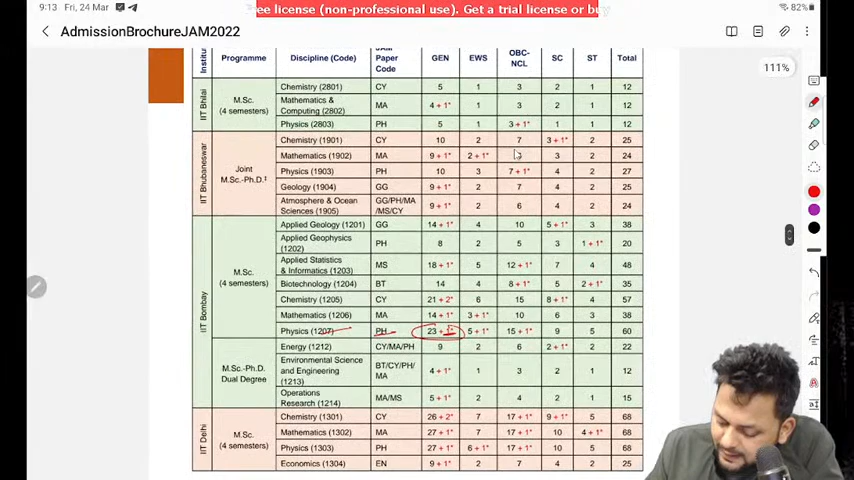 9:13 Fri, 24 Mar
ee license (non-professional use). Get a trial license or bu
82%
AdmissionBrochureJAM2022
111%
Institut Programme Discipline (Code) JAM Paper Code GEN EWS OBC-NCL SC ST Total
IIT Bhilai M.Sc. (4 semesters)
Chemistry (2801) CY 5 1 3 2 1 12
Mathematics & Computing (2802) MA 4 + 1* 1 3 2 1 12
Physics (2803) PH 5 1 3 + 1* 1 1 12
IIT Bhubaneswar Joint M.Sc.-Ph.D.‡
Chemistry (1901) CY 10 2 7 3 + 1* 2 25
Mathematics (1902) MA 9 + 1* 2 + 1* 3 2 24
Physics (1903) PH 10 3 7 + 1* 4 2 27
Geology (1904) GG 9 + 1* 2 7 4 2 25
Atmosphere & Ocean Sciences (1905) GG/PH/MA/MS/CY 9 + 1* 2 6 4 2 24
IIT Bombay M.Sc. (4 semesters)
Applied Geology (1201) GG 14 + 1* 4 10 5 + 1* 3 38
Applied Geophysics (1202) PH 8 2 5 3 1 + 1* 20
Applied Statistics & Informatics (1203) MS 18 + 1* 5 12 + 1* 7 4 48
Biotechnology (1204) BT 14 4 8 + 1* 5 2 + 1* 35
Chemistry (1205) CY 21 + 2* 6 15 8 + 1* 4 57
Mathematics (1206) MA 14 + 1* 3 + 1* 10 6 3 38
Physics (1207) PH 23 + 5 + 1* 15 + 1* 9 5 60
M.Sc.-Ph.D. Dual Degree
Energy (1212) CY/MA/PH 9 2 6 2 + 1* 2 22
Environmental Science and Engineering (1213) BT/CY/PH/MA 4 + 1* 1 3 2 1 12
Operations Research (1214) MA/MS 5 + 1* 2 4 2 1 15
IIT Delhi M.Sc. (4 semesters)
Chemistry (1301) CY 26 + 2* 7 17 + 1* 9 + 1* 5 68
Mathematics (1302) MA 27 + 1* 7 17 + 1* 10 4 + 1* 68
Physics (1303) PH 27 + 1* 6 + 1* 17 + 1* 10 5 68
Economics (1304) EN 9 + 1* 2 7 4 2 25